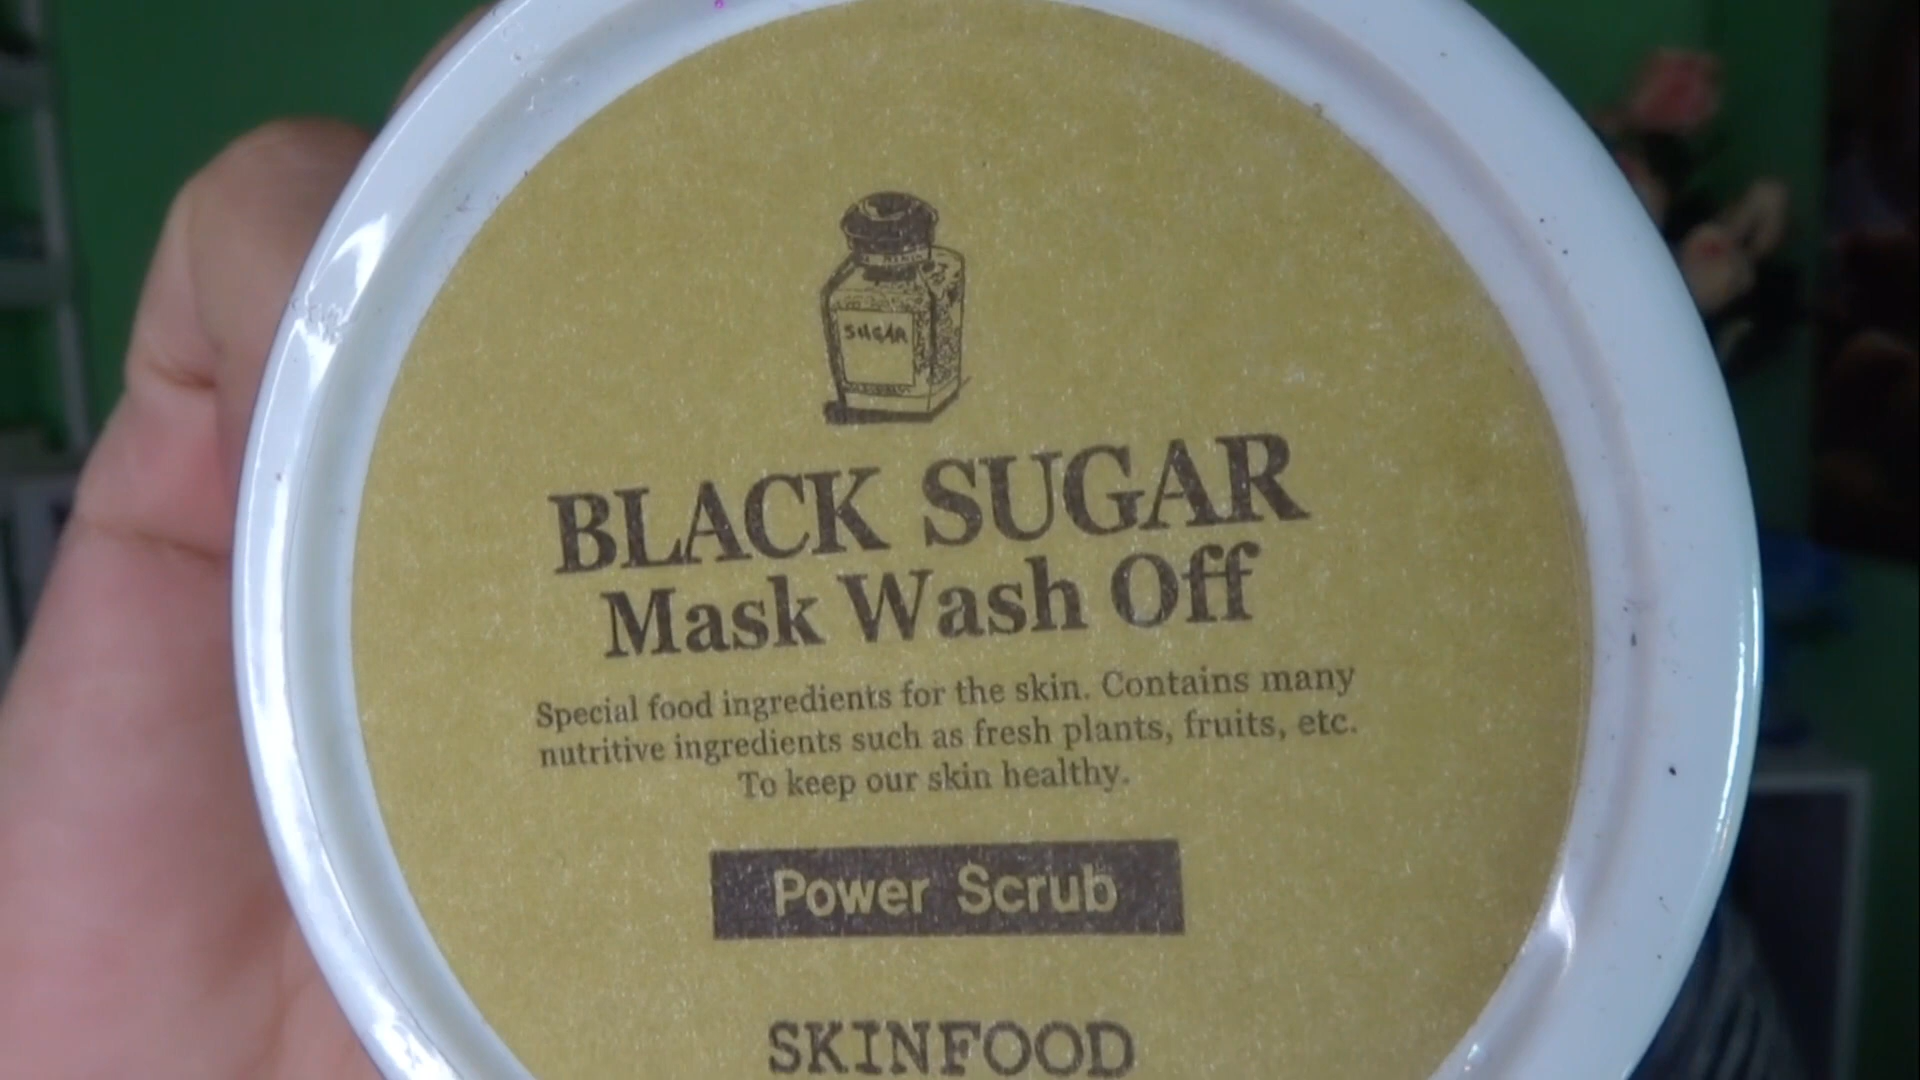 SUGAR
BLACK SUGAR
Mask Wash Off
Special food ingredients for the skin. Contains many
nutritive ingredients such as fresh plants, fruits, etc.
To keep our skin healthy.
Power Scrub
SKINFOOD